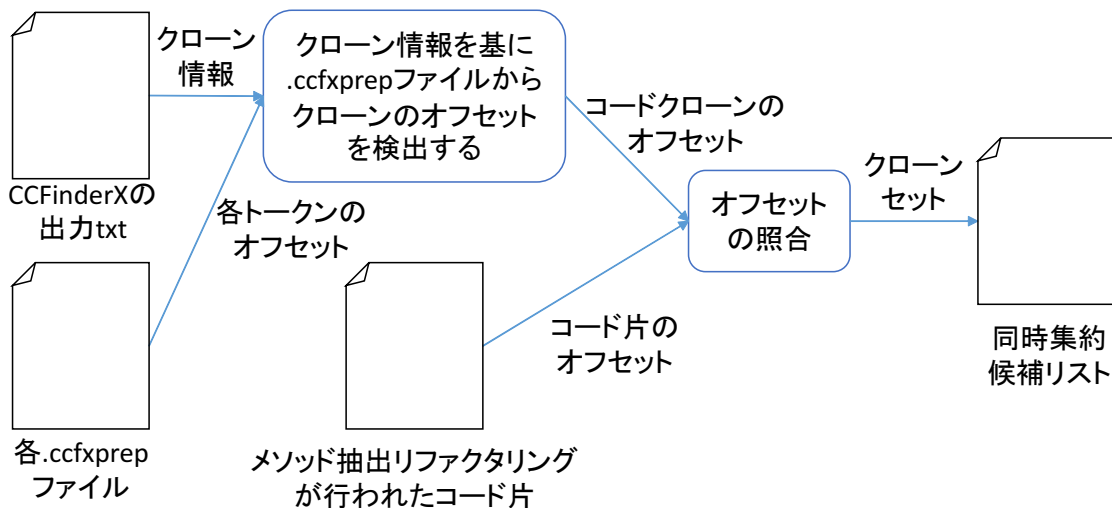 クローン
情報
クローン情報を基に
.ccfxprepファイルから
クローンのオフセット
を検出する
CCFinderXの
出力txt
各トークンの
オフセット
コードクローンの
オフセット
オフセット
の照合
クローン
セット
コード片の
オフセット
同時集約
候補リスト
各.ccfxprep
ファイル
メソッド抽出リファクタリング
が行われたコード片